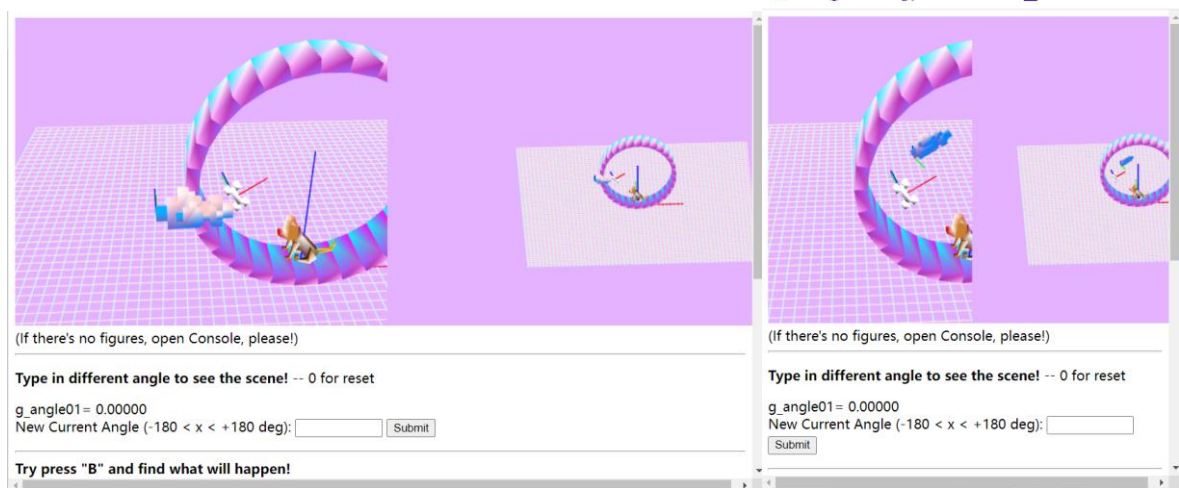 (If there's no figures, open Console, please!)
Type in different angle to see the scene! -- 0 for reset
g_angle01= 0.00000
New Current Angle (-180 < x < +180 deg):
Submit
Try press "B" and find what will happen!
(If there's no figures, open Console, please!)
Type in different angle to see the scene! -- 0 for reset
g_angle01= 0.00000
New Current Angle (-180 < x < +180 deg):
Submit